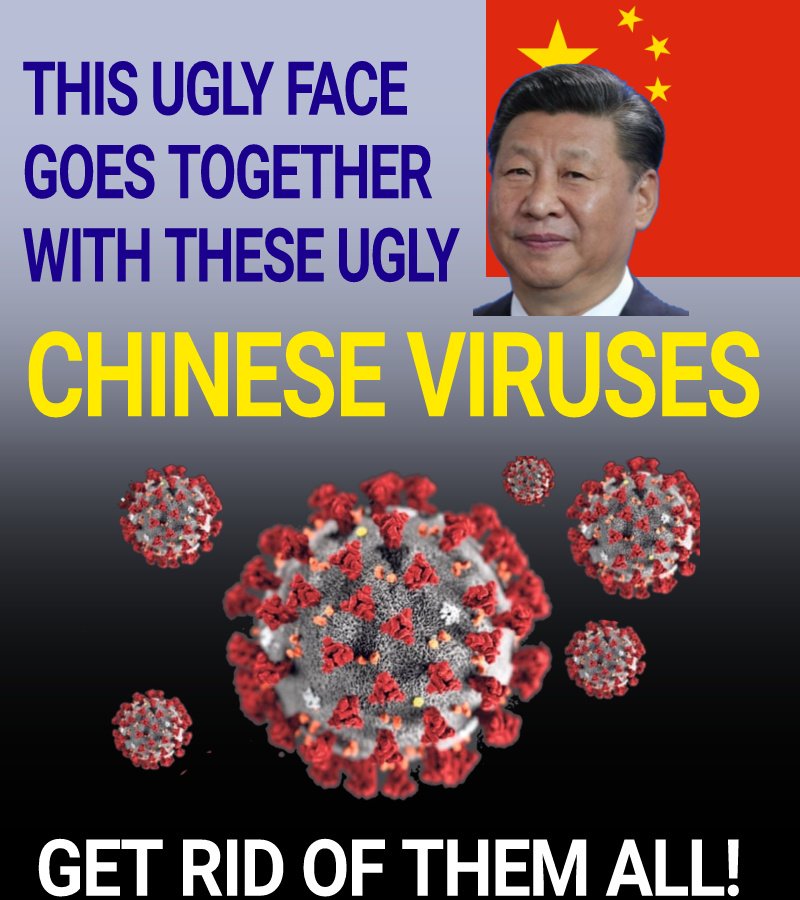 THIS UGLY FACE
GOES TOGETHER
WITH THESE UGLY
CHINESE VIRUSES
GET RID OF THEM ALL!